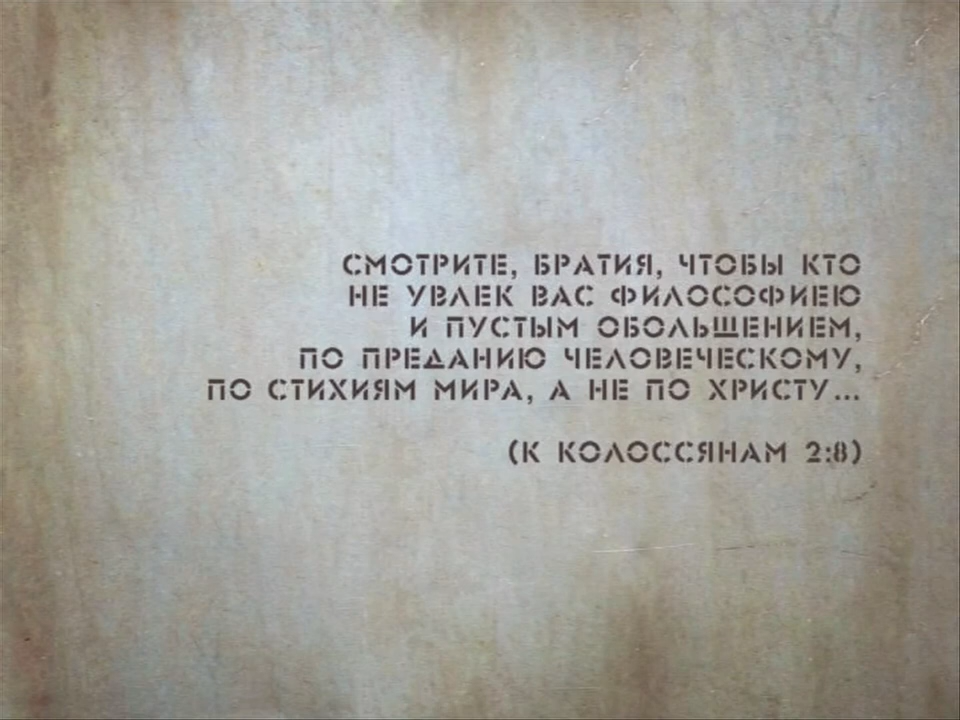 СМОТРИТЕ, БРАТИЯ, ЧТОБЫ КТО
НЕ УВЛЕК ВАС ФИЛОСОФИЕЮ
И ПУСТЫМ ОБОЛЬЩЕНИЕМ,
ПО ПРЕДАНИЮ ЧЕЛОВЕЧЕСКОМУ,
ПО СТИХИЯМ МИРА, А НЕ ПО ХРИСТУ...
(К КОЛОССЯНАМ 2:8)